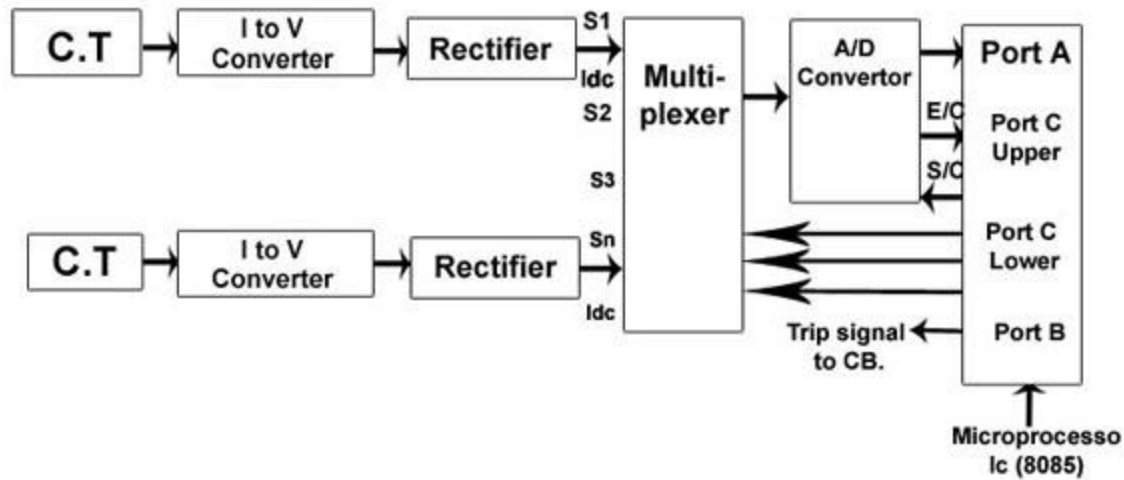 C.T
I to V
Converter
Rectifier
S1
Idc
S2
S3
Sn
Idc
C.T
I to V
Converter
Rectifier
Multi-
plexer
A/D
Convertor
E/C
S/C
Port A
Port C
Upper
Port C
Lower
Port B
Trip signal
to CB.
Microprocesso
Ic (8085)